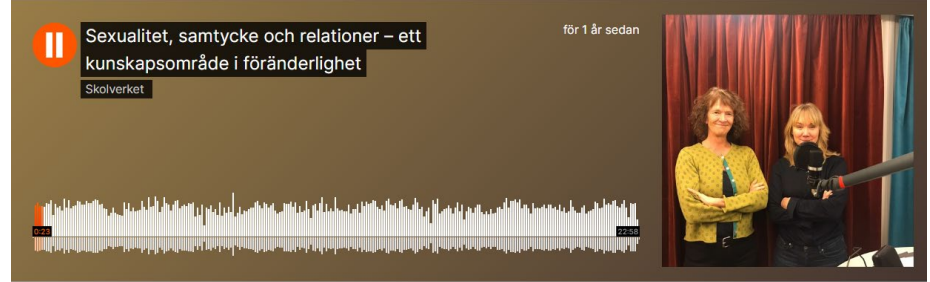 Sexualitet, samtycke och relationer – ett
kunskapsområde i föränderlighet
Skolverket
för 1 år sedan
0:23
22:58